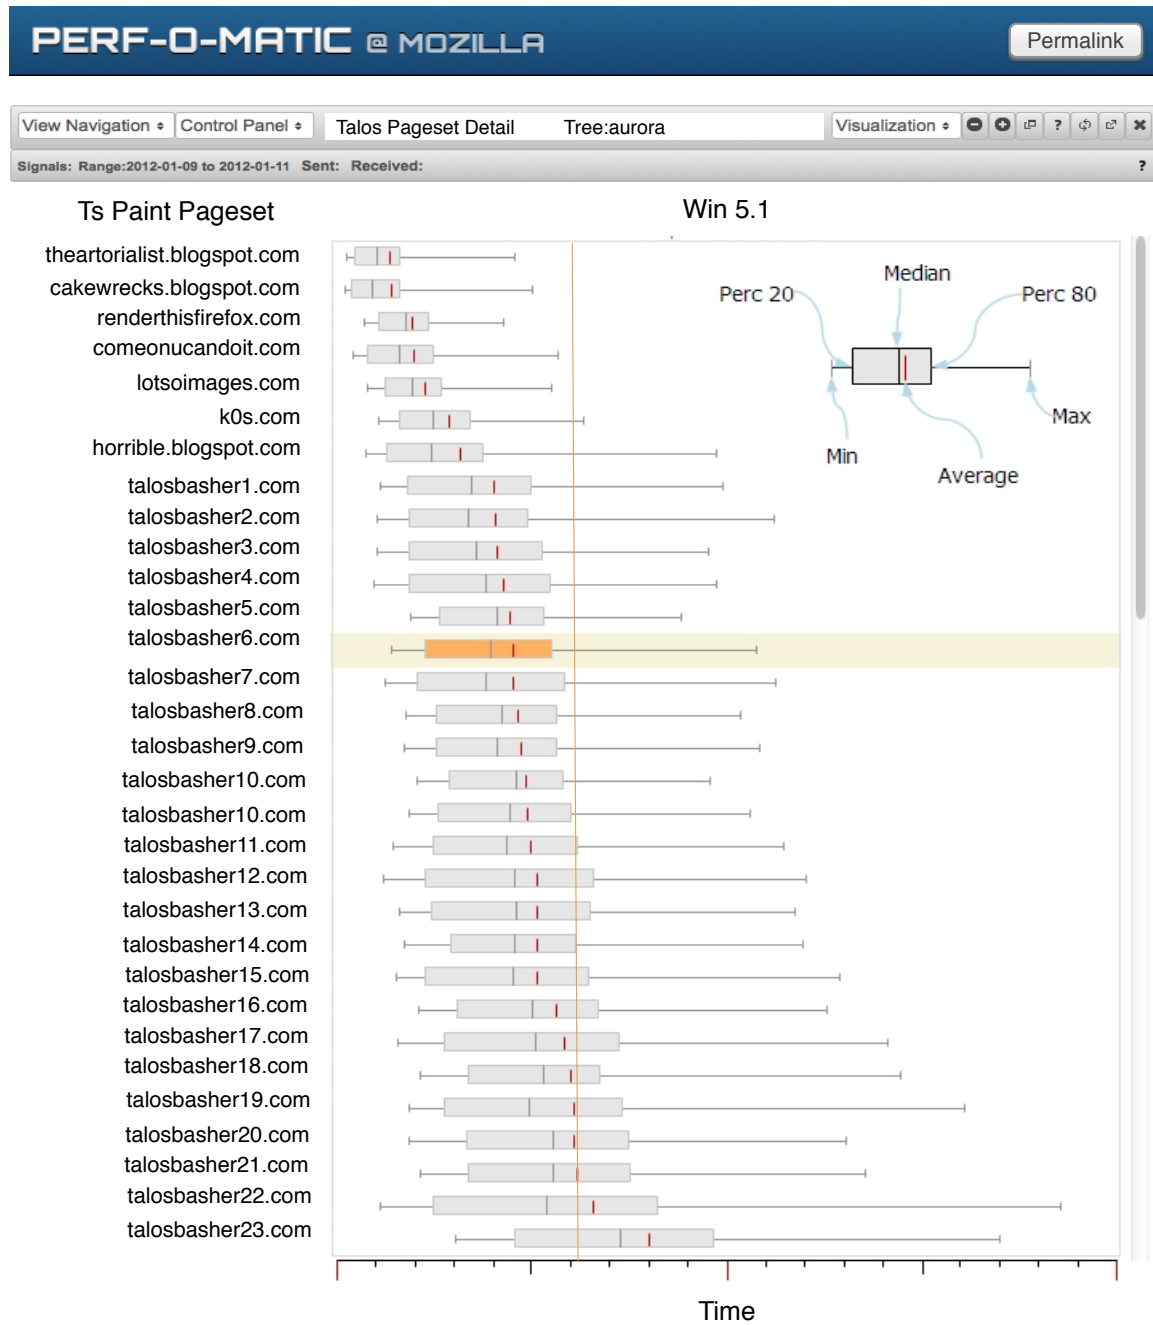 PERF-O-MATIC @ MOZILLA
Permalink
View Navigation Control Panel Talos Pageset Detail Tree:aurora Visualization ?
Signals: Range:2012-01-09 to 2012-01-11 Sent: Received: ?
Ts Paint Pageset Win 5.1
theartorialist.blogspot.com
cakewrecks.blogspot.com
renderthisfirefox.com
comeonucandoit.com
lotsoimages.com
k0s.com
horrible.blogspot.com
talosbasher1.com
talosbasher2.com
talosbasher3.com
talosbasher4.com
talosbasher5.com
talosbasher6.com
talosbasher7.com
talosbasher8.com
talosbasher9.com
talosbasher10.com
talosbasher10.com
talosbasher11.com
talosbasher12.com
talosbasher13.com
talosbasher14.com
talosbasher15.com
talosbasher16.com
talosbasher17.com
talosbasher18.com
talosbasher19.com
talosbasher20.com
talosbasher21.com
talosbasher22.com
talosbasher23.com
Median
Perc 20
Perc 80
Max
Min
Average
Time